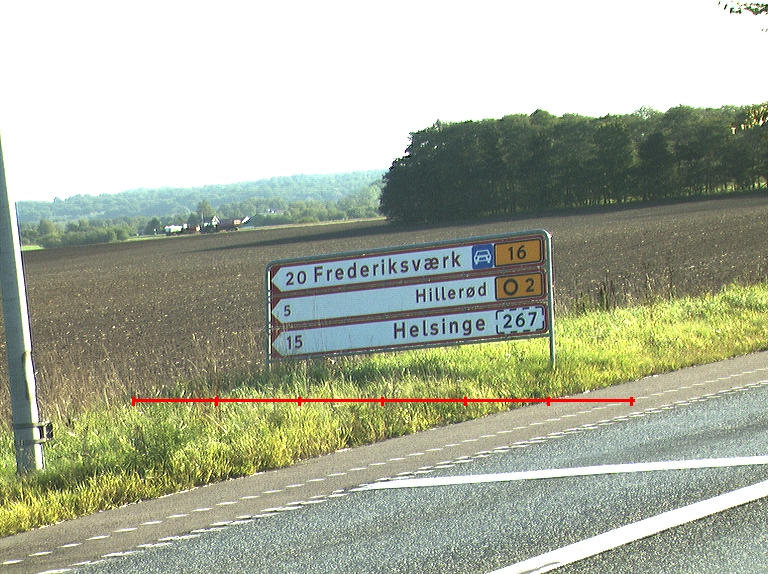 20 Frederiksværk 16
5 Hillerød O 2
15 Helsinge 267